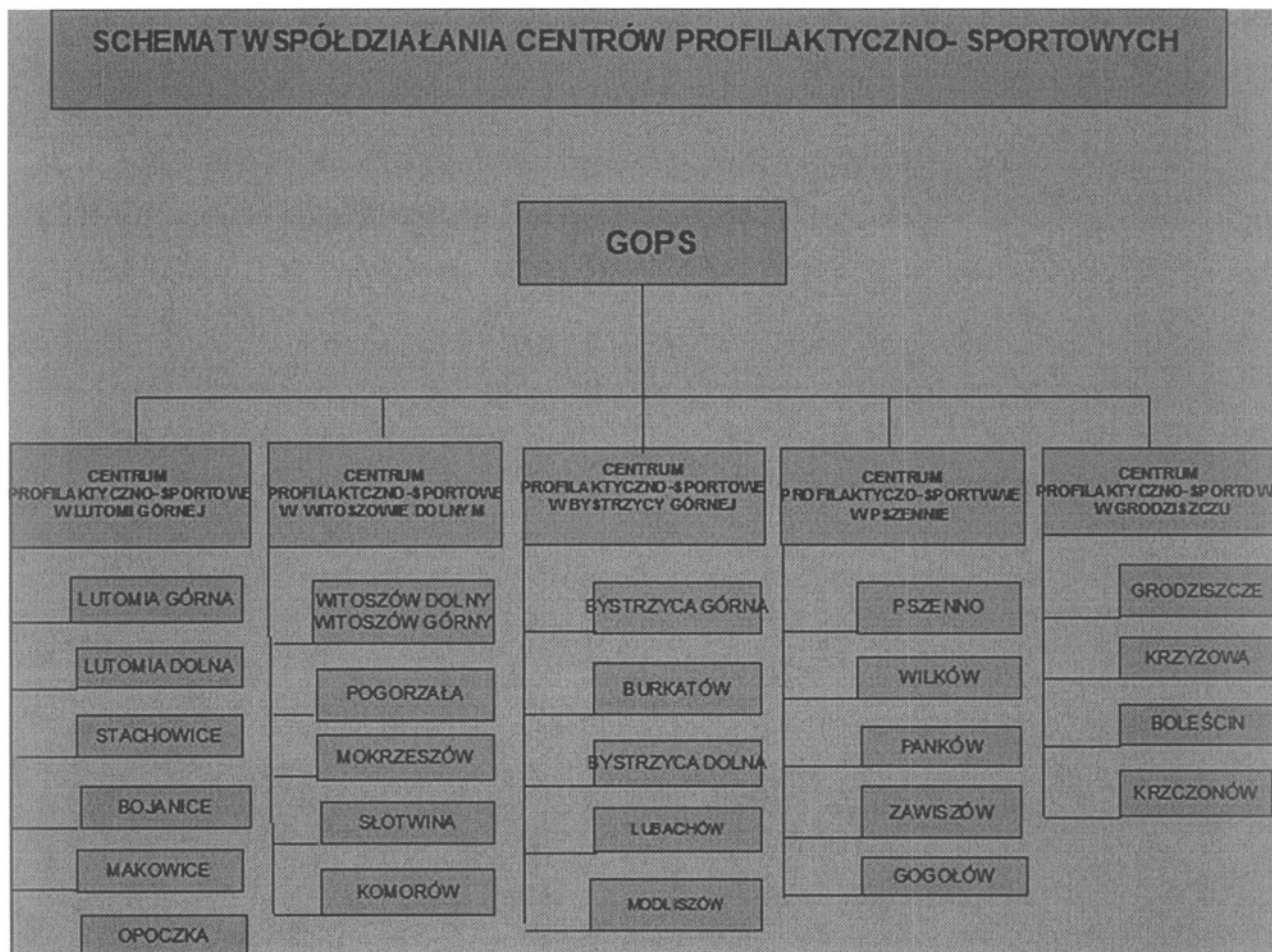 SCHEMAT WSPÓŁDZIAŁANIA CENTRÓW PROFILAKTYCZNO- SPORTOWYCH
GOPS
CENTRUM
PROFILAKTYCZNO-SPORTOWE
W LUTOMI GÓRNEJ
LUTOMIA GÓRNA
LUTOMIA DOLNA
STACHOWICE
BOJANICE
MAKOWICE
OPOCZKA
CENTRUM
PROFILAKTCZNO-SPORTOWE
W WITOSZOWIE DOLNYM
WITOSZÓW DOLNY
WITOSZÓW GÓRNY
POGORZAŁA
MOKRZESZÓW
SŁOTWINA
KOMORÓW
CENTRUM
PROFILAKTYCZNO-SPORTOWE
W BYSTRZYCY GÓRNEJ
BYSTRZYCA GÓRNA
BURKATÓW
BYSTRZYCA DOLNA
LUBACHÓW
MODLISZÓW
CENTRUM
PROFILAKTYCZO-SPORTWWE
W PSZENNIE
PSZENNO
WILKÓW
PANKÓW
ZAWISZÓW
GOGOŁÓW
CENTRUM
PROFILAKTYCZNO-SPORTOW
W GRODZISZCZU
GRODZISZCZE
KRZYŻOWA
BOLEŚCIN
KRZCZONÓW